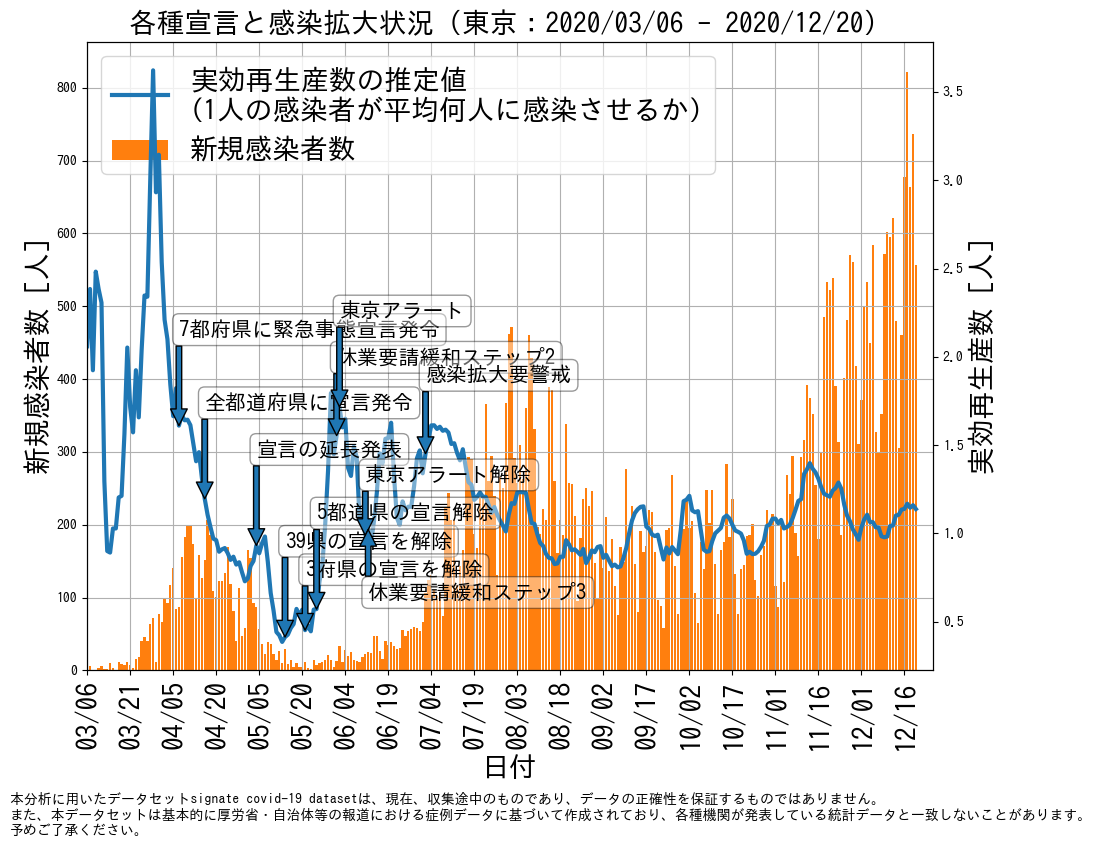 各種宣言と感染拡大状況 (東京：2020/03/06 - 2020/12/20)
実効再生産数の推定値
(1人の感染者が平均何人に感染させるか)
新規感染者数
新規感染者数 [人]
800
700
600
500
400
300
200
100
0
実効再生産数 [人]
3.5
3.0
2.5
2.0
1.5
1.0
0.5
東京アラート
7都府県に緊急事態宣言発令
休業要請緩和ステップ2
感染拡大要警戒
全都道府県に宣言発令
宣言の延長発表
東京アラート解除
5都道県の宣言解除
39県の宣言を解除
3府県の宣言を解除
休業要請緩和ステップ3
03/06
03/21
04/05
04/20
05/05
05/20
06/04
06/19
07/04
07/19
08/03
08/18
09/02
09/17
10/02
10/17
11/01
11/16
12/01
12/16
日付
本分析に用いたデータセットsignate covid-19 datasetは、現在、収集途中のものであり、データの正確性を保証するものではありません。
また、本データセットは基本的に厚労省・自治体等の報道における症例データに基づいて作成されており、各種機関が発表している統計データと一致しないことがあります。
予めご了承ください。